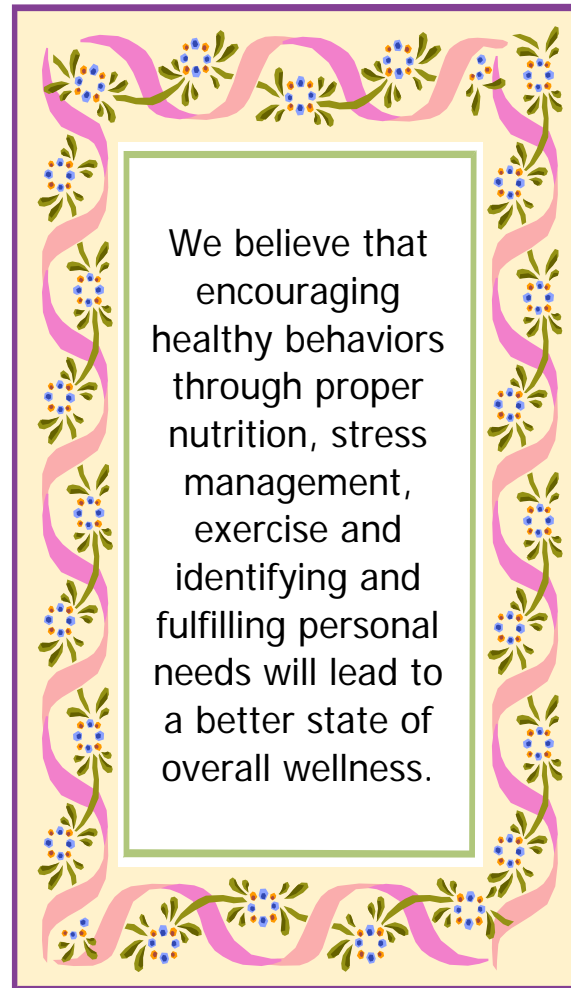 We believe that
encouraging
healthy behaviors
through proper
nutrition, stress
management,
exercise and
identifying and
fulfilling personal
needs will lead to
a better state of
overall wellness.